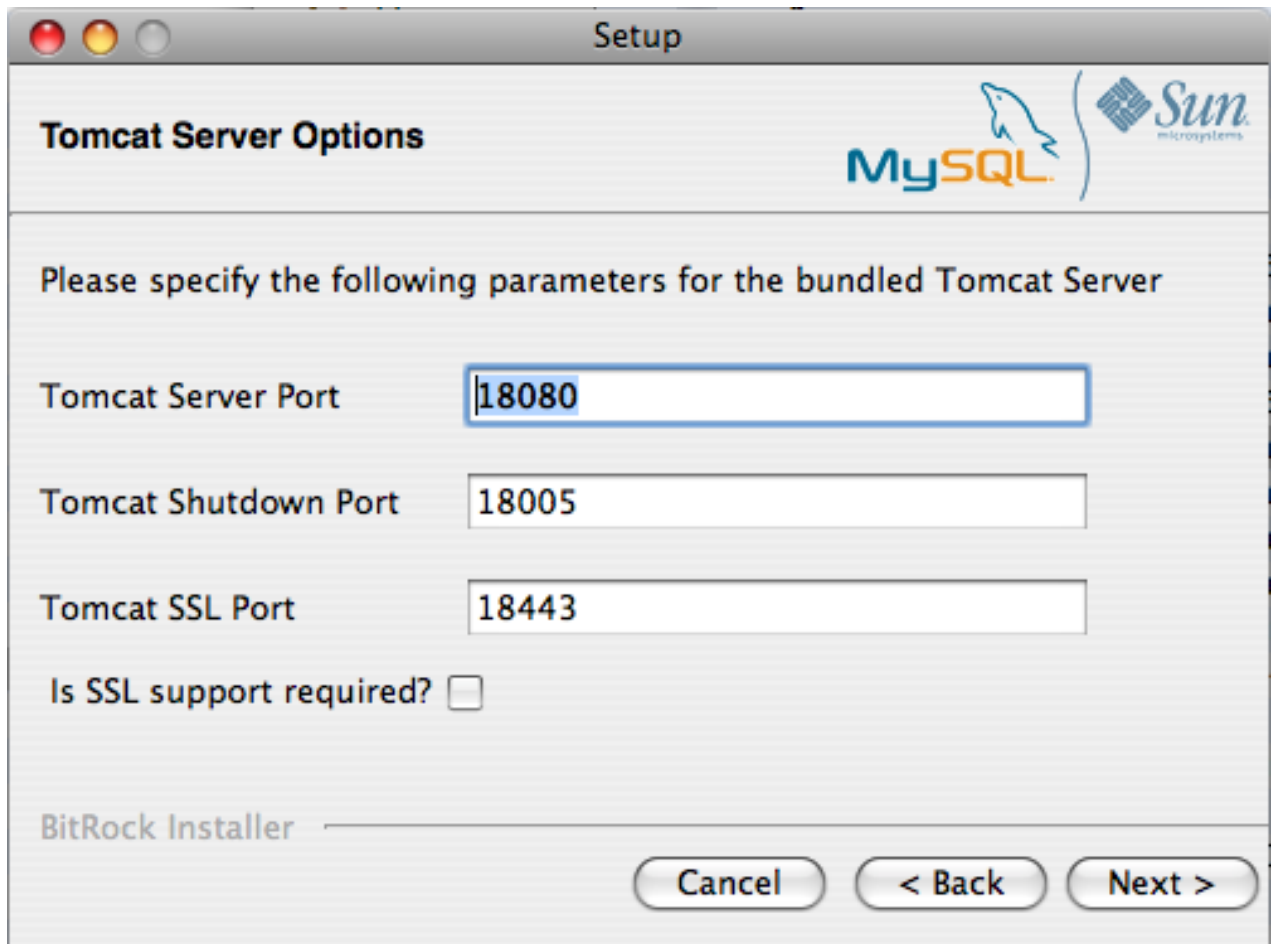 Setup
Tomcat Server Options
MySQL
Sun
microsystems
Please specify the following parameters for the bundled Tomcat Server
Tomcat Server Port 18080
Tomcat Shutdown Port 18005
Tomcat SSL Port 18443
Is SSL support required?
BitRock Installer
Cancel < Back Next >